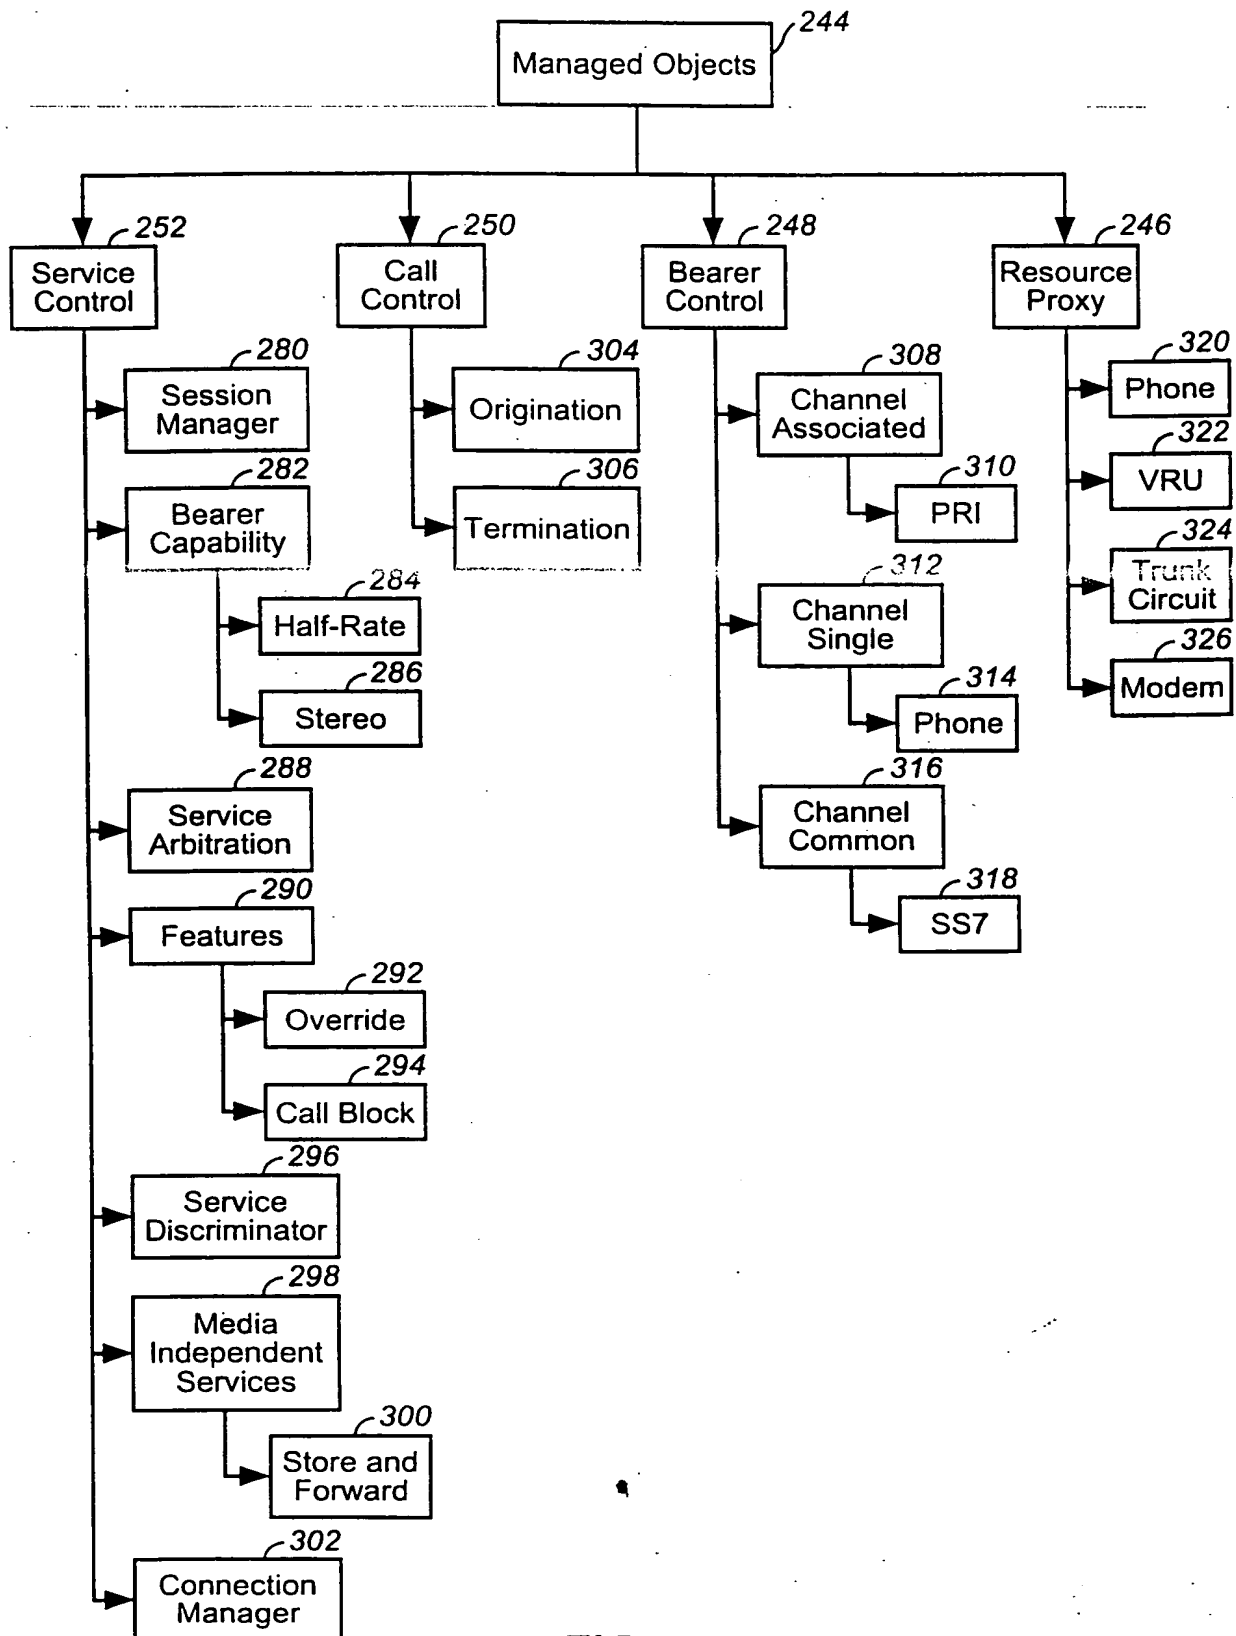 244
Managed Objects
252
Service
Control
250
Call
Control
248
Bearer
Control
246
Resource
Proxy
280
Session
Manager
282
Bearer
Capability
284
Half-Rate
286
Stereo
288
Service
Arbitration
290
Features
292
Override
294
Call Block
296
Service
Discriminator
298
Media
Independent
Services
300
Store and
Forward
302
Connection
Manager
304
Origination
306
Termination
308
Channel
Associated
310
PRI
312
Channel
Single
314
Phone
316
Channel
Common
318
SS7
320
Phone
322
VRU
324
Trunk
Circuit
326
Modem